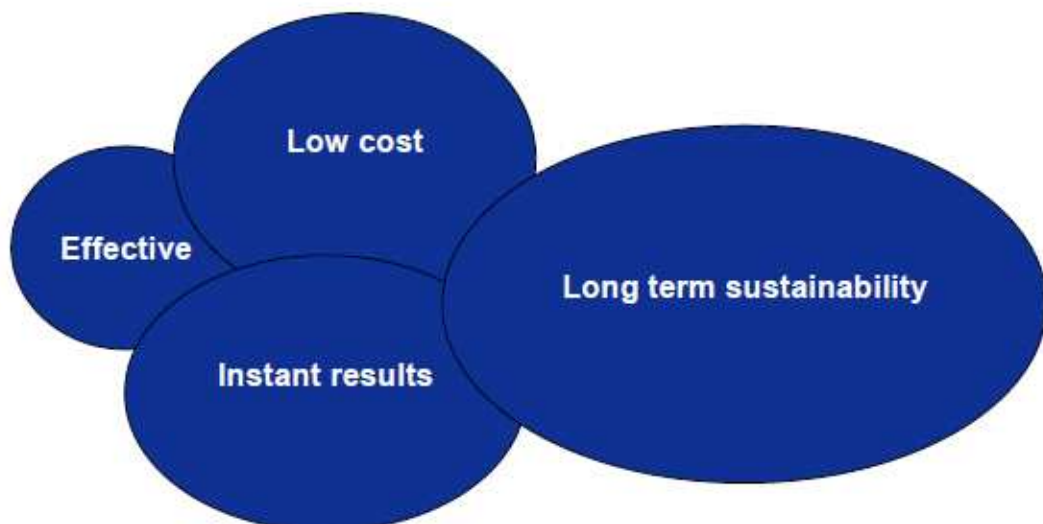 Low cost
Effective
Long term sustainability
Instant results